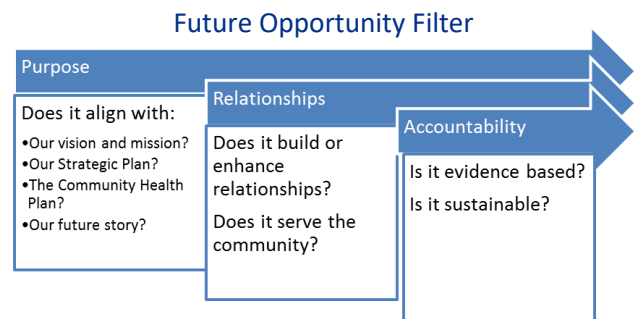 Future Opportunity Filter
Purpose
Does it align with:
•Our vision and mission?
•Our Strategic Plan?
•The Community Health
Plan?
•Our future story?
Relationships
Does it build or
enhance
relationships?
Does it serve the
community?
Accountability
Is it evidence based?
Is it sustainable?